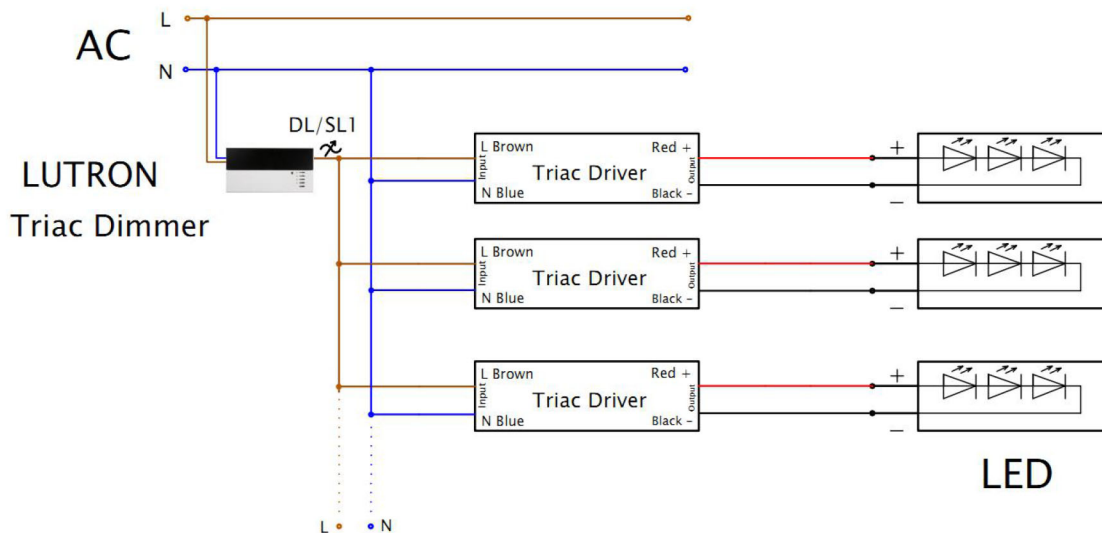 L
AC
N
DL/SL1
LUTRON
Triac Dimmer
L Brown
Red +
Input
Triac Driver
Output
N Blue
Black –
+
–
L Brown
Red +
Input
Triac Driver
Output
N Blue
Black –
+
–
L Brown
Red +
Input
Triac Driver
Output
N Blue
Black –
+
–
LED
L
N